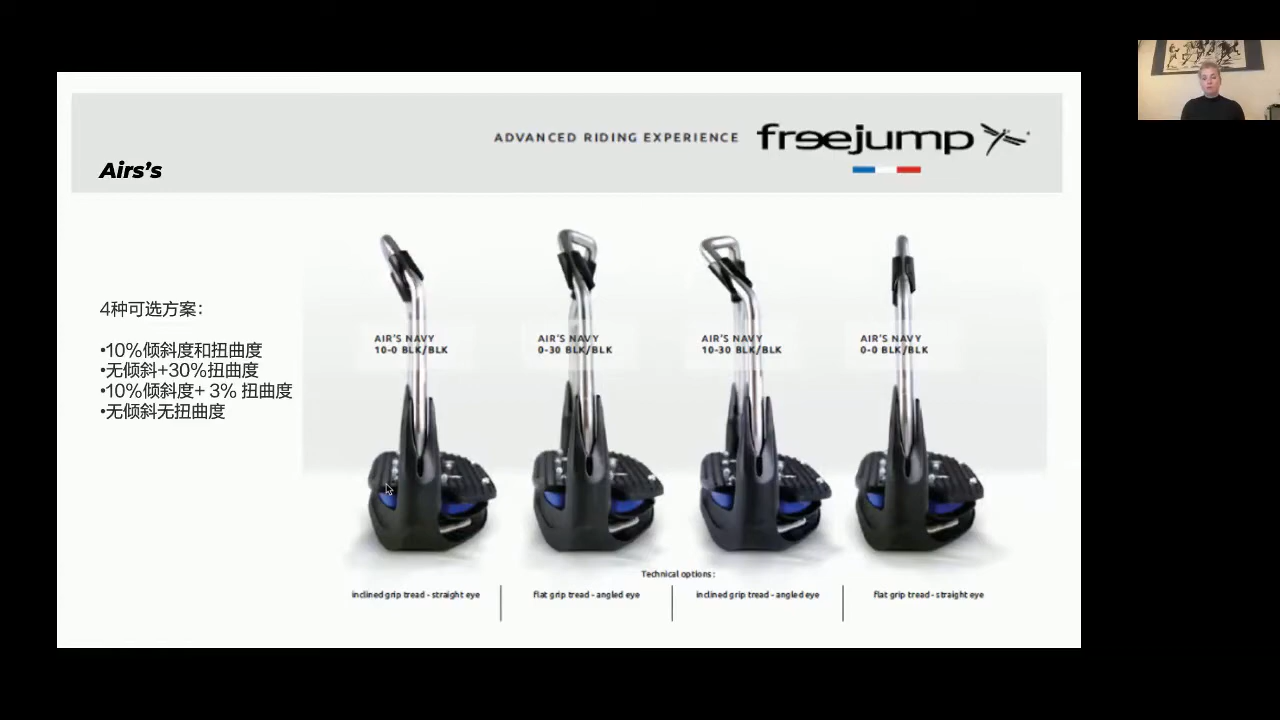 ADVANCED RIDING EXPERIENCE freejump
Airs’s
4种可选方案：
•10%倾斜度和扭曲度
•无倾斜+30%扭曲度
•10%倾斜度+ 3% 扭曲度
•无倾斜无扭曲度
AIR'S NAVY
10-0 BLK/BLK
AIR'S NAVY
0-30 BLK/BLK
AIR'S NAVY
10-30 BLK/BLK
AIR'S NAVY
0-0 BLK/BLK
Technical options :
inclined grip tread - straight eye
flat grip tread - angled eye
inclined grip tread - angled eye
flat grip tread - straight eye